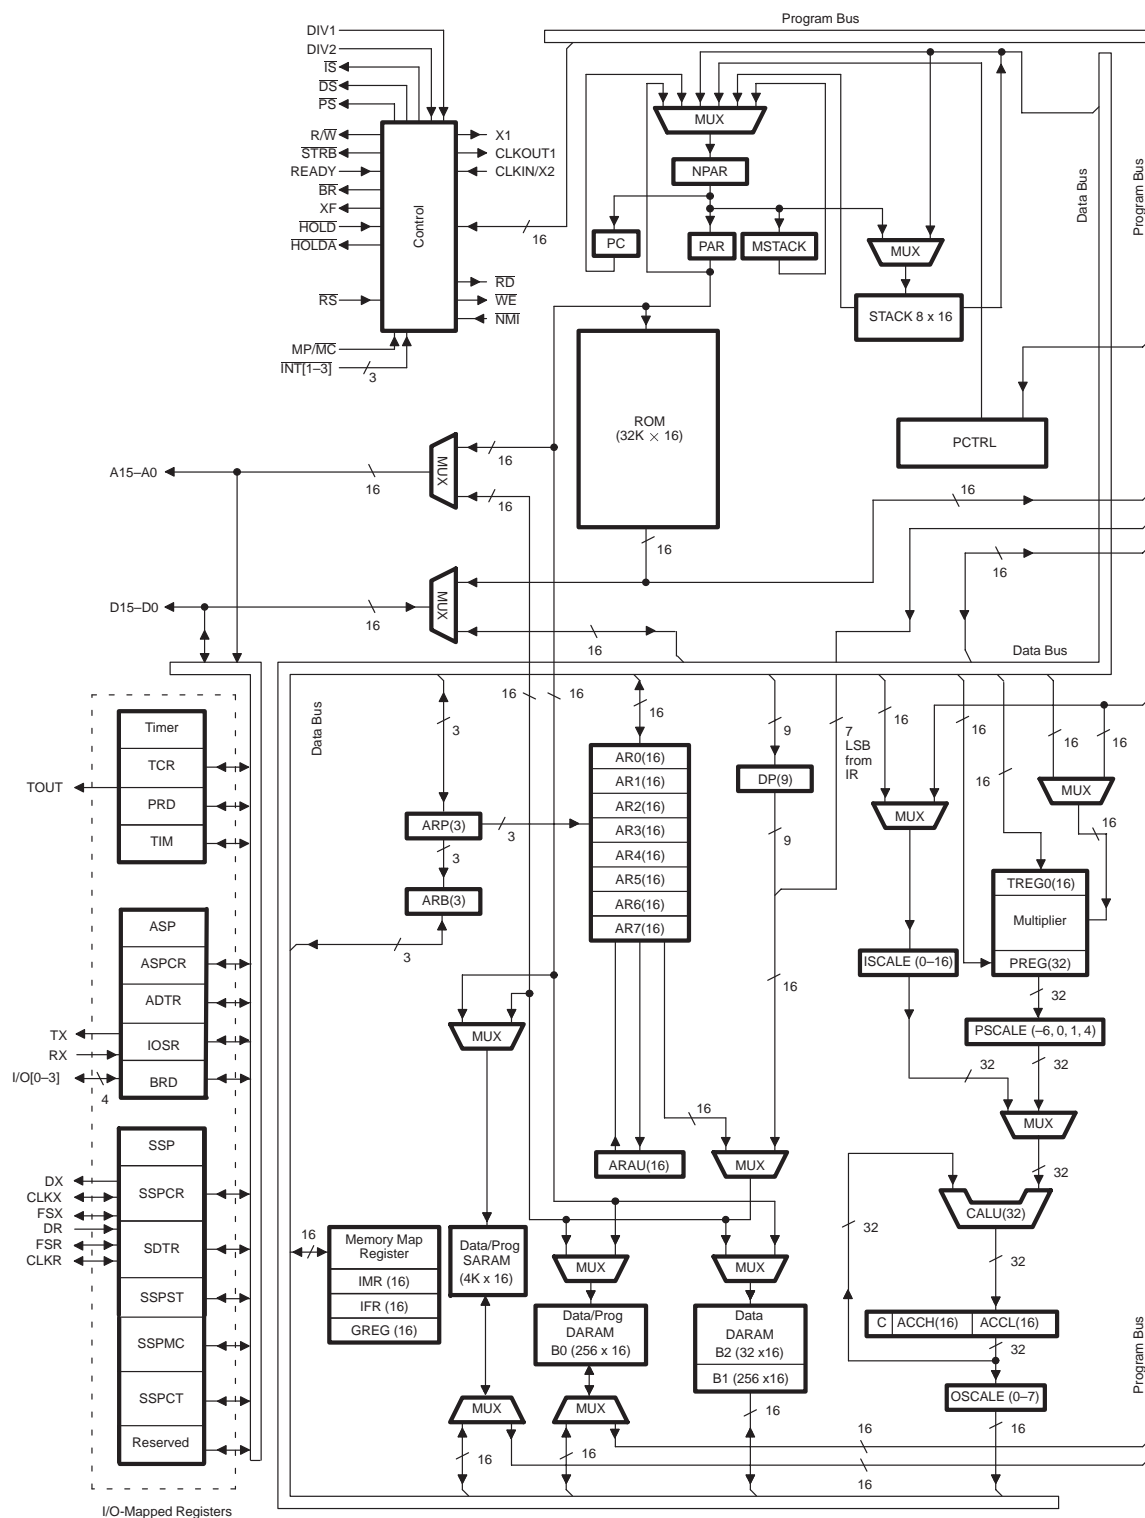 Program Bus
DIV1
DIV2
IS
DS
PS
R/W
STRB
READY
BR
XF
HOLD
HOLDA
RS
MP/MC
INT[1–3]
3
Control
X1
CLKOUT1
CLKIN/X2
16
RD
WE
NMI
MUX
NPAR
PC
PAR
MSTACK
MUX
STACK 8 x 16
Data Bus
Program Bus
ROM
(32K × 16)
PCTRL
A15–A0
16
MUX
16
16
16
16
D15–D0
16
MUX
16
16
Data Bus
Data Bus
16
16
3
16
9
7
LSB
from
IR
16
16
16
16
16
Timer
TCR
PRD
TIM
TOUT
ARP(3)
3
3
ARB(3)
3
AR0(16)
AR1(16)
AR2(16)
AR3(16)
AR4(16)
AR5(16)
AR6(16)
AR7(16)
DP(9)
9
16
MUX
MUX
16
TREG0(16)
Multiplier
PREG(32)
ISCALE (0–16)
32
PSCALE (–6, 0, 1, 4)
32
32
MUX
32
ASP
ASPCR
ADTR
IOSR
BRD
TX
RX
I/O[0–3]
4
MUX
16
ARAU(16)
MUX
SSP
SSPCR
SDTR
SSPST
SSPMC
SSPCT
Reserved
DX
CLKX
FSX
DR
FSR
CLKR
16
Memory Map
Register
IMR (16)
IFR (16)
GREG (16)
Data/Prog
SARAM
(4K x 16)
MUX
MUX
Data/Prog
DARAM
B0 (256 x 16)
Data
DARAM
B2 (32 x16)
B1 (256 x16)
CALU(32)
32
32
C
ACCH(16)
ACCL(16)
32
OSCALE (0–7)
16
MUX
MUX
16
16
16
16
16
Program Bus
I/O-Mapped Registers